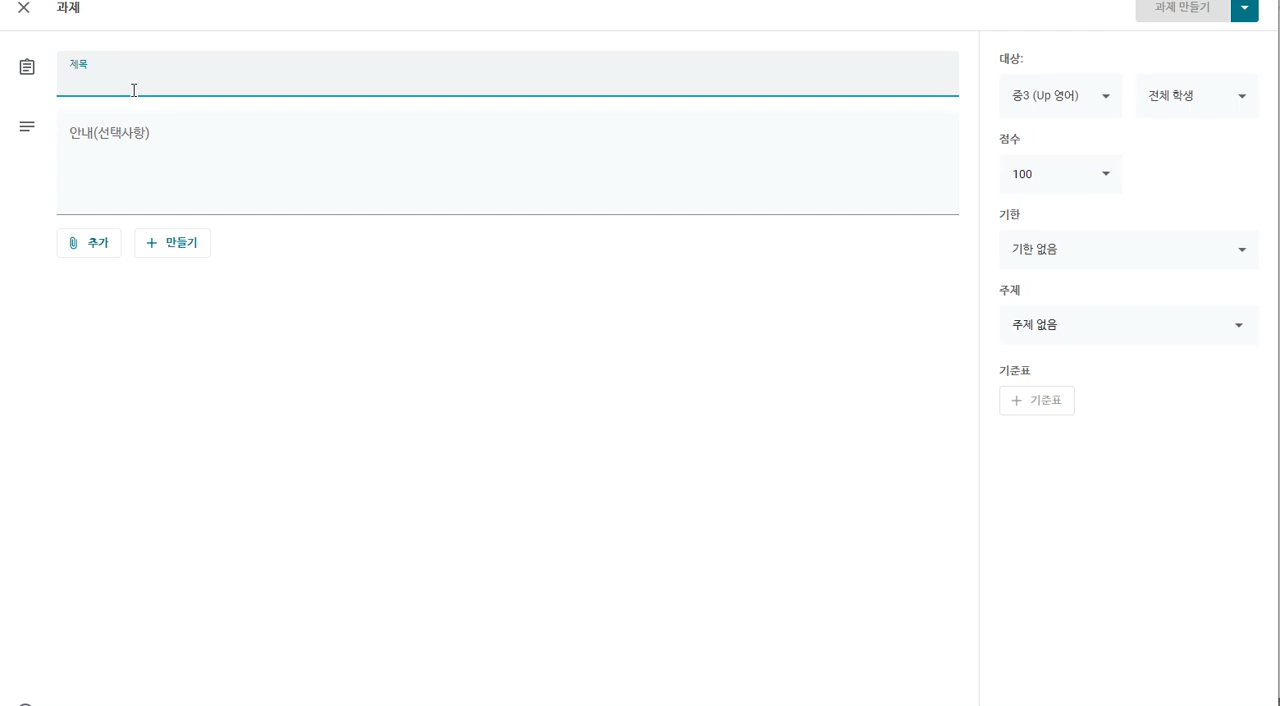 과제
과제 만들기
제목
안내(선택사항)
추가
만들기
대상:
중3 (Up 영어)
전체 학생
점수
100
기한
기한 없음
주제
주제 없음
기준표
기준표